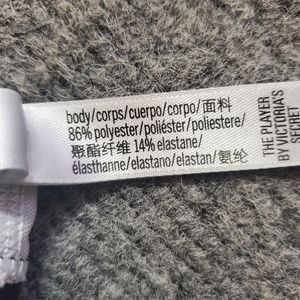 body/corps/cuerpo/corpo/面料
86% polyester/poliéster/poliestere/
聚酯纤维 14% elastane/
élasthanne/elastano/elastan/氨纶
THE PLAYER
BY VICTORIA'S
SECRET